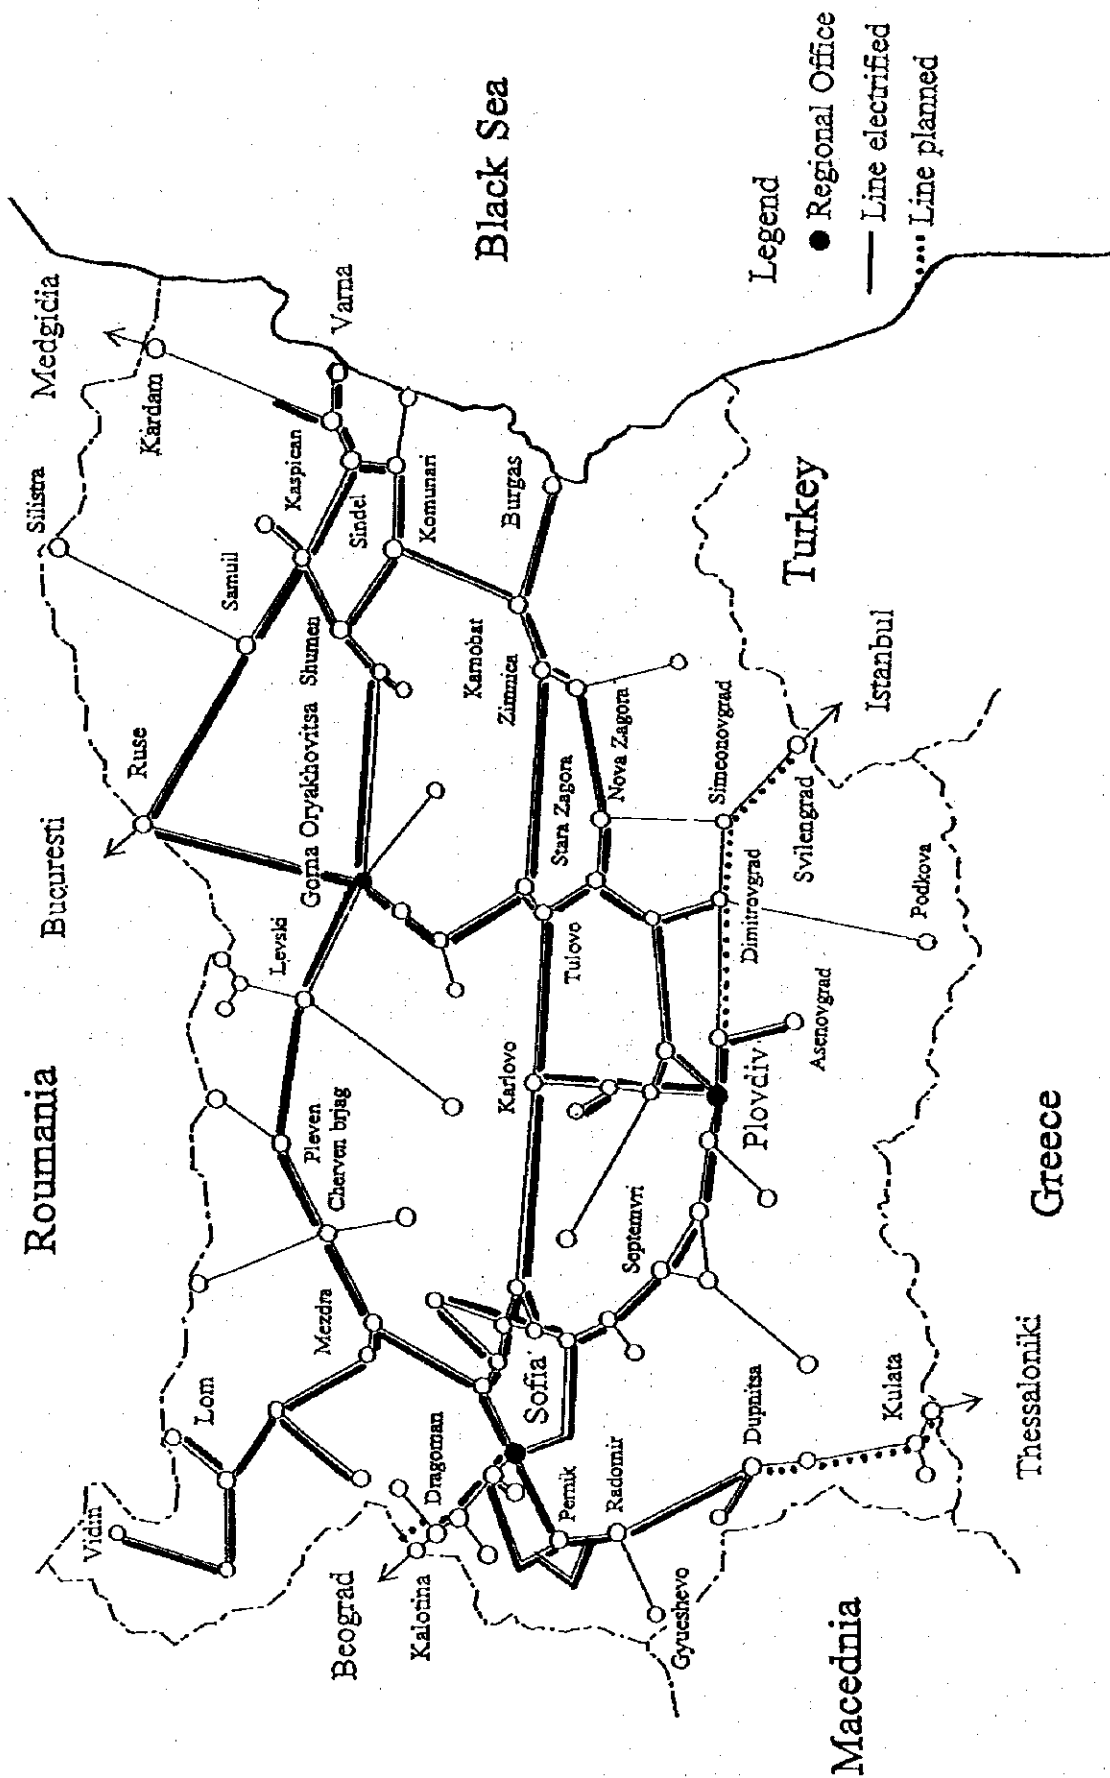 Roumania
Bucuresti
Medgidia
Silistra
Kardam
Vidin
Lom
Ruse
Samuil
Kaspican
Varna
Mezdra
Pleven
Cherven brjag
Levski
Gorna Oryakhovitsa
Shumen
Sindel
Komunari
Black Sea
Beograd
Kalotina
Dragoman
Sofia
Karlovo
Tulovo
Stara Zagora
Zimnica
Karnobat
Burgas
Pernik
Radomir
Septemvri
Nova Zagora
Gyueshevo
Dupnitsa
Plovdiv
Asenovgrad
Dimitrovgrad
Simeonovgrad
Svilengrad
Turkey
Istanbul
Podkova
Kulata
Macednia
Thessaloniki
Greece
Legend
Regional Office
Line electrified
Line planned